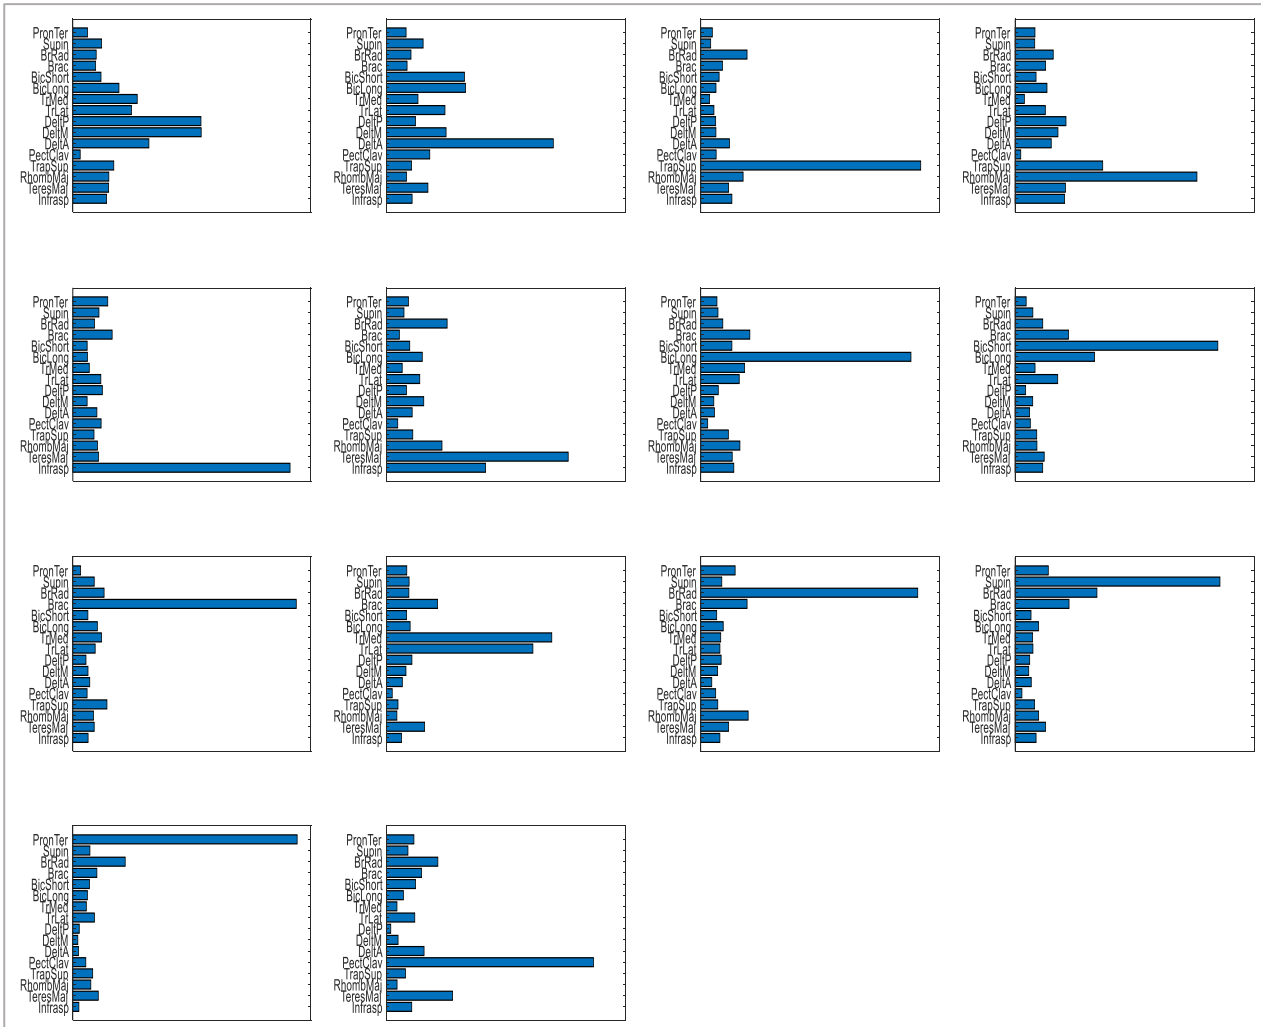 PronTer
Supin
BrRad
Brac
BicShort
BicLong
TrMed
TrLat
DeltP
DeltM
DeltA
PectClav
TrapSup
RhombMaj
TeresMaj
Infrasp
PronTer
Supin
BrRad
Brac
BicShort
BicLong
TrMed
TrLat
DeltP
DeltM
DeltA
PectClav
TrapSup
RhombMaj
TeresMaj
Infrasp
PronTer
Supin
BrRad
Brac
BicShort
BicLong
TrMed
TrLat
DeltP
DeltM
DeltA
PectClav
TrapSup
RhombMaj
TeresMaj
Infrasp
PronTer
Supin
BrRad
Brac
BicShort
BicLong
TrMed
TrLat
DeltP
DeltM
DeltA
PectClav
TrapSup
RhombMaj
TeresMaj
Infrasp
PronTer
Supin
BrRad
Brac
BicShort
BicLong
TrMed
TrLat
DeltP
DeltM
DeltA
PectClav
TrapSup
RhombMaj
TeresMaj
Infrasp
PronTer
Supin
BrRad
Brac
BicShort
BicLong
TrMed
TrLat
DeltP
DeltM
DeltA
PectClav
TrapSup
RhombMaj
TeresMaj
Infrasp
PronTer
Supin
BrRad
Brac
BicShort
BicLong
TrMed
TrLat
DeltP
DeltM
DeltA
PectClav
TrapSup
RhombMaj
TeresMaj
Infrasp
PronTer
Supin
BrRad
Brac
BicShort
BicLong
TrMed
TrLat
DeltP
DeltM
DeltA
PectClav
TrapSup
RhombMaj
TeresMaj
Infrasp
PronTer
Supin
BrRad
Brac
BicShort
BicLong
TrMed
TrLat
DeltP
DeltM
DeltA
PectClav
TrapSup
RhombMaj
TeresMaj
Infrasp
PronTer
Supin
BrRad
Brac
BicShort
BicLong
TrMed
TrLat
DeltP
DeltM
DeltA
PectClav
TrapSup
RhombMaj
TeresMaj
Infrasp
PronTer
Supin
BrRad
Brac
BicShort
BicLong
TrMed
TrLat
DeltP
DeltM
DeltA
PectClav
TrapSup
RhombMaj
TeresMaj
Infrasp
PronTer
Supin
BrRad
Brac
BicShort
BicLong
TrMed
TrLat
DeltP
DeltM
DeltA
PectClav
TrapSup
RhombMaj
TeresMaj
Infrasp
PronTer
Supin
BrRad
Brac
BicShort
BicLong
TrMed
TrLat
DeltP
DeltM
DeltA
PectClav
TrapSup
RhombMaj
TeresMaj
Infrasp
PronTer
Supin
BrRad
Brac
BicShort
BicLong
TrMed
TrLat
DeltP
DeltM
DeltA
PectClav
TrapSup
RhombMaj
TeresMaj
Infrasp